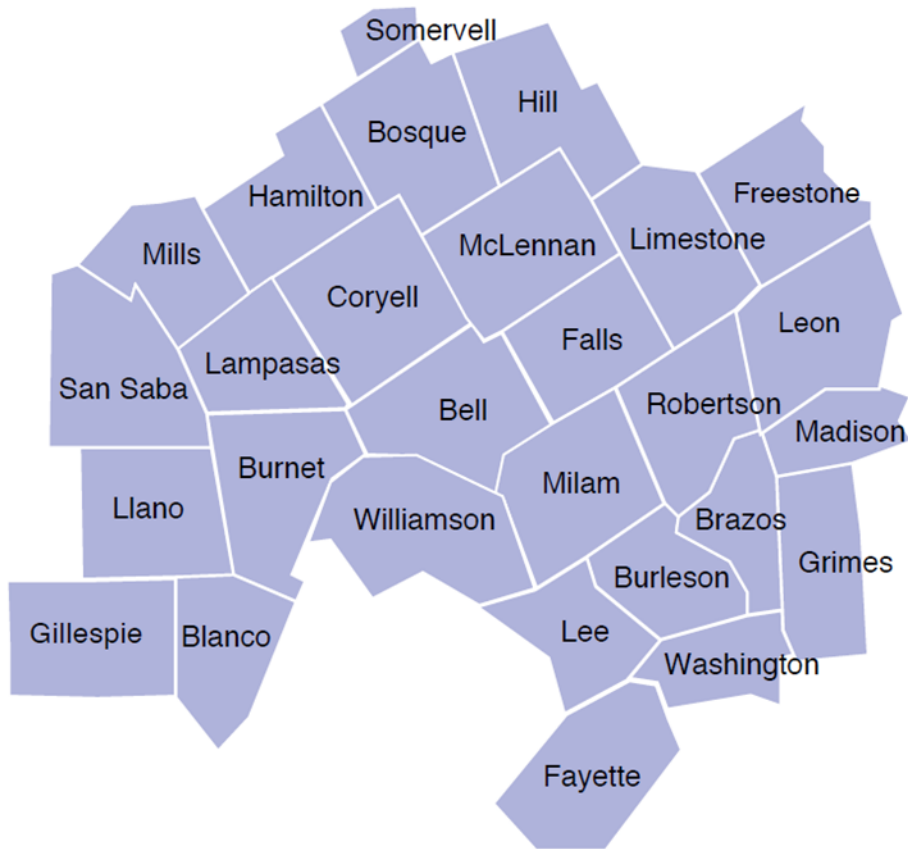 Somervell
Hill
Bosque
Hamilton
Freestone
McLennan
Limestone
Mills
Coryell
Leon
Falls
Lampasas
San Saba
Robertson
Bell
Madison
Burnet
Milam
Llano
Williamson
Brazos
Grimes
Burleson
Gillespie
Blanco
Lee
Washington
Fayette